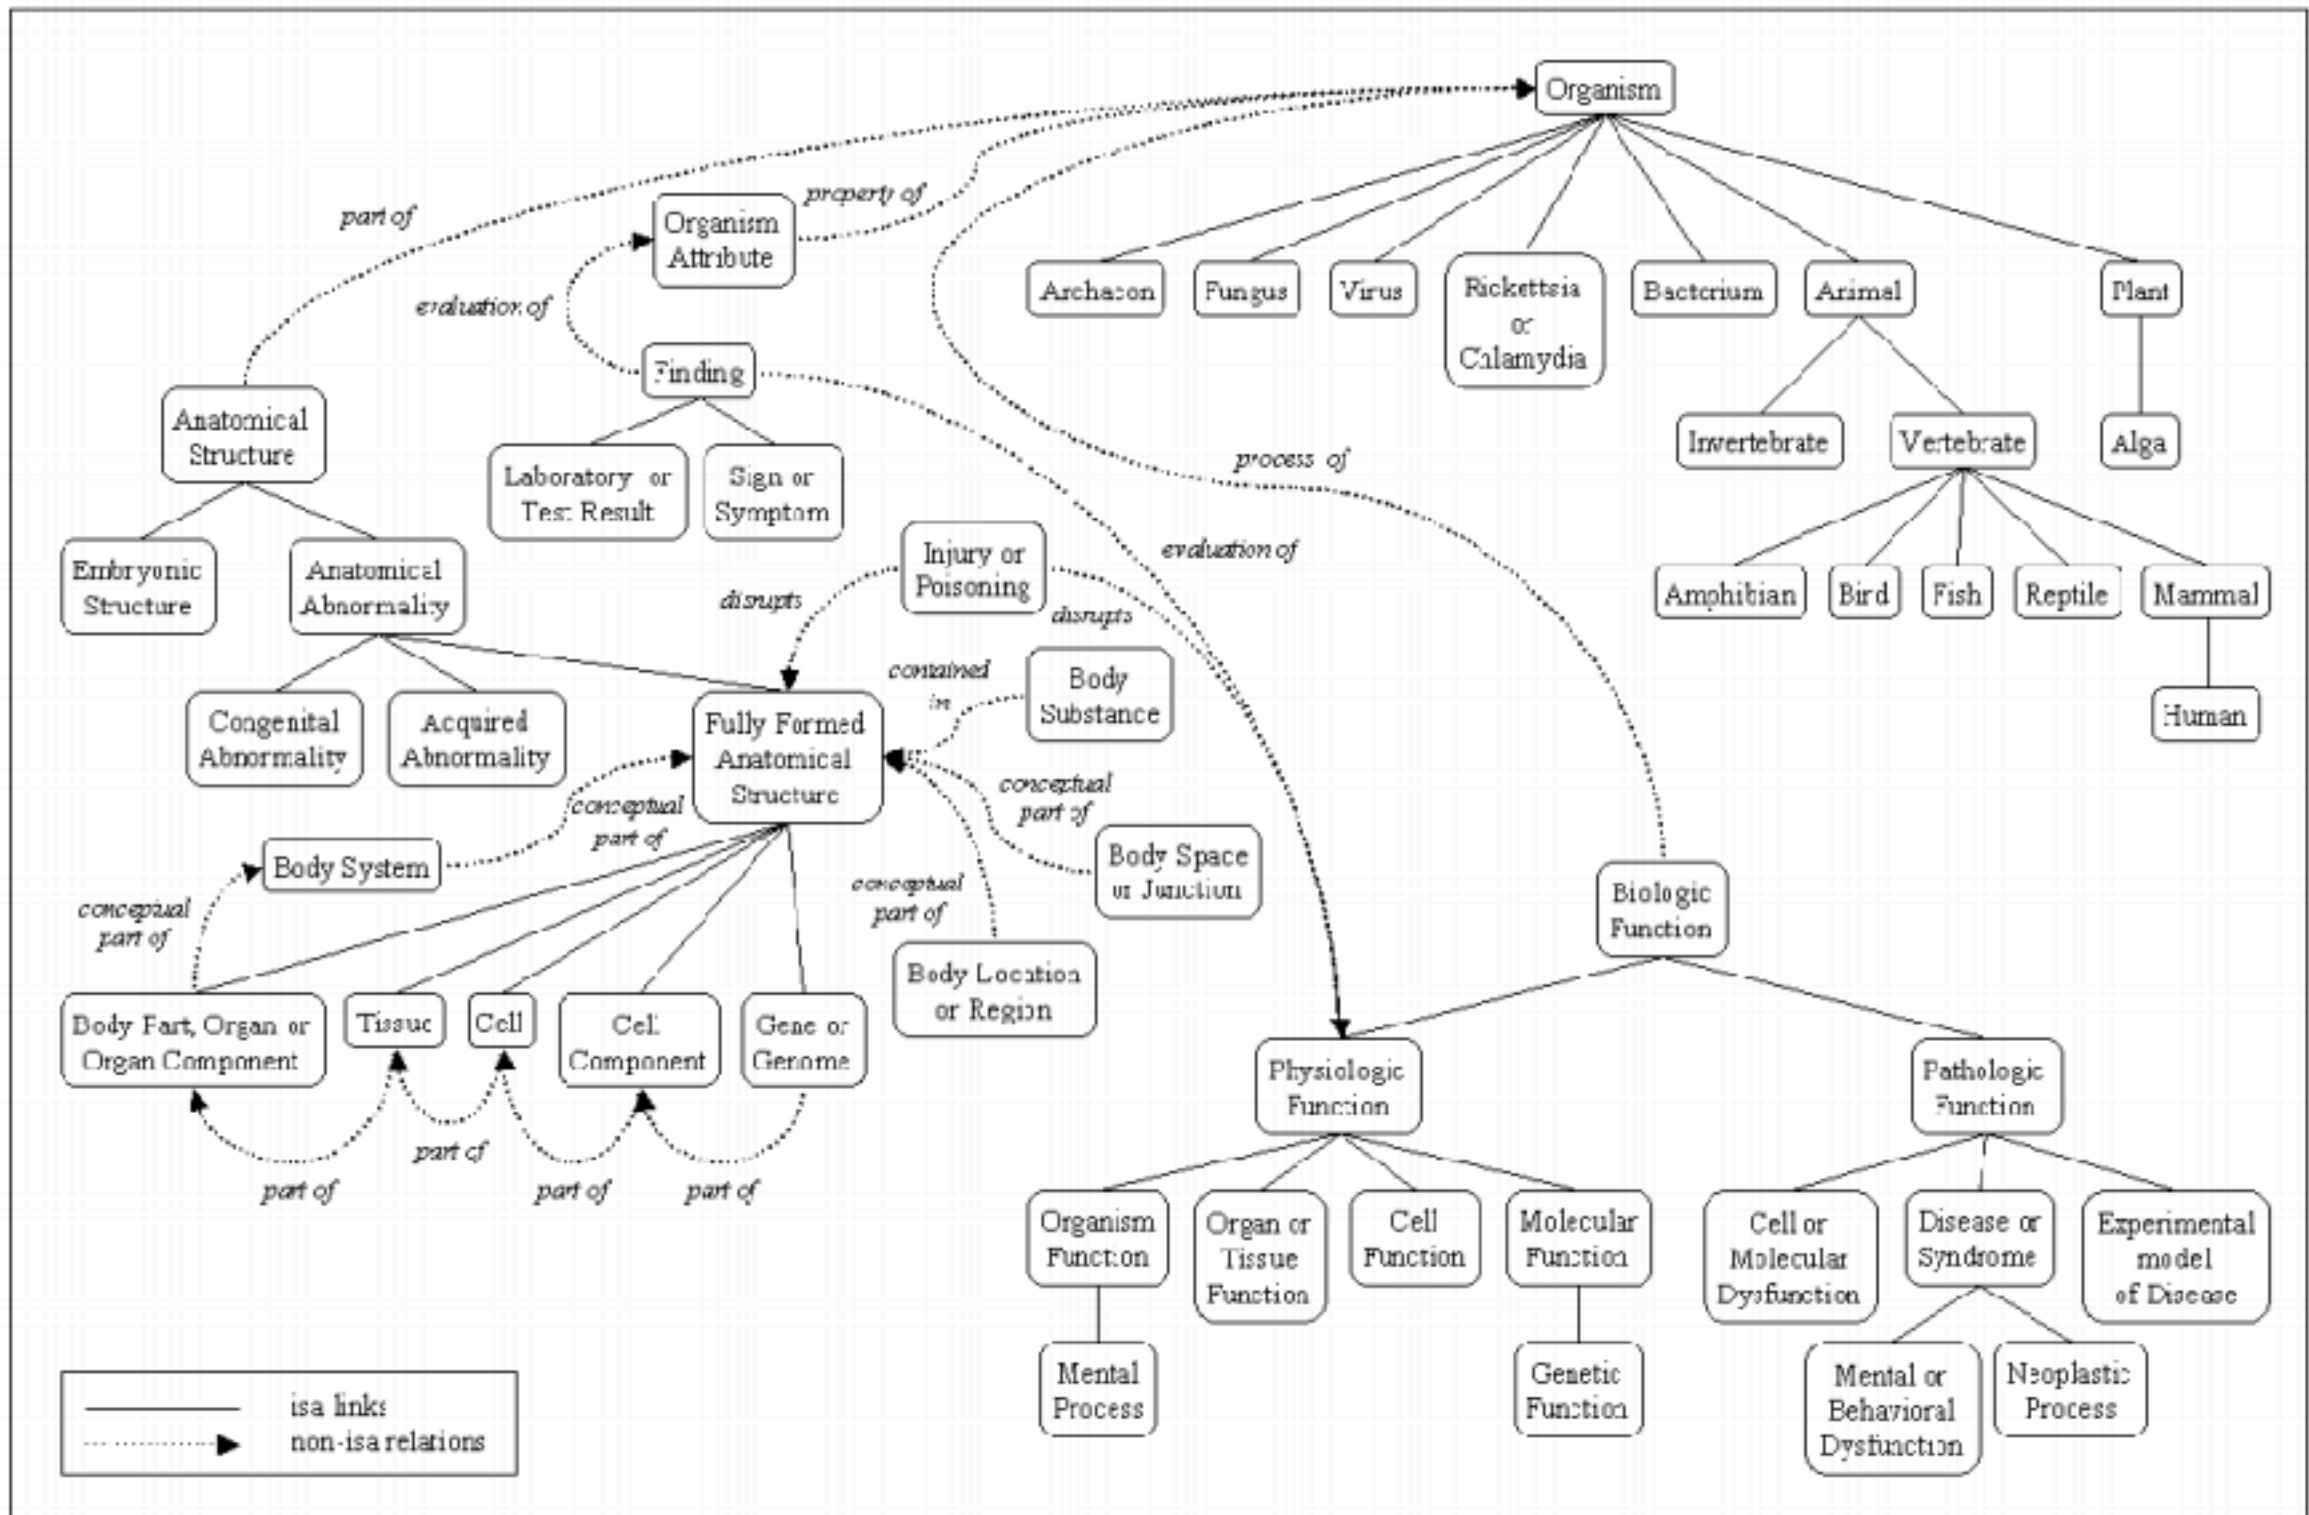 Organism
part of
Organism
Attribute
property of
evaluation of
Archaeon
Fungus
Virus
Rickettsia
or
Chlamydia
Bacterium
Animal
Plant
Finding
Anatomical
Structure
Laboratory or
Test Result
Sign or
Symptom
process of
Invertebrate
Vertebrate
Alga
Embryonic
Structure
Anatomical
Abnormality
Injury or
Poisoning
evaluation of
disrupts
disrupts
Amphibian
Bird
Fish
Reptile
Mammal
Human
Congenital
Abnormality
Acquired
Abnormality
Fully Formed
Anatomical
Structure
contained
in
Body
Substance
conceptual
part of
conceptual
part of
Body Space
or Junction
Body System
conceptual
part of
conceptual
part of
Body Location
or Region
Biologic
Function
Body Part, Organ or
Organ Component
Tissue
Cell
Cell
Component
Gene or
Genome
part of
part of
part of
part of
Physiologic
Function
Pathologic
Function
Organism
Function
Organ or
Tissue
Function
Cell
Function
Molecular
Function
Cell or
Molecular
Dysfunction
Disease or
Syndrome
Experimental
model
of Disease
Mental
Process
Genetic
Function
Mental or
Behavioral
Dysfunction
Neoplastic
Process
isa links
non-isa relations